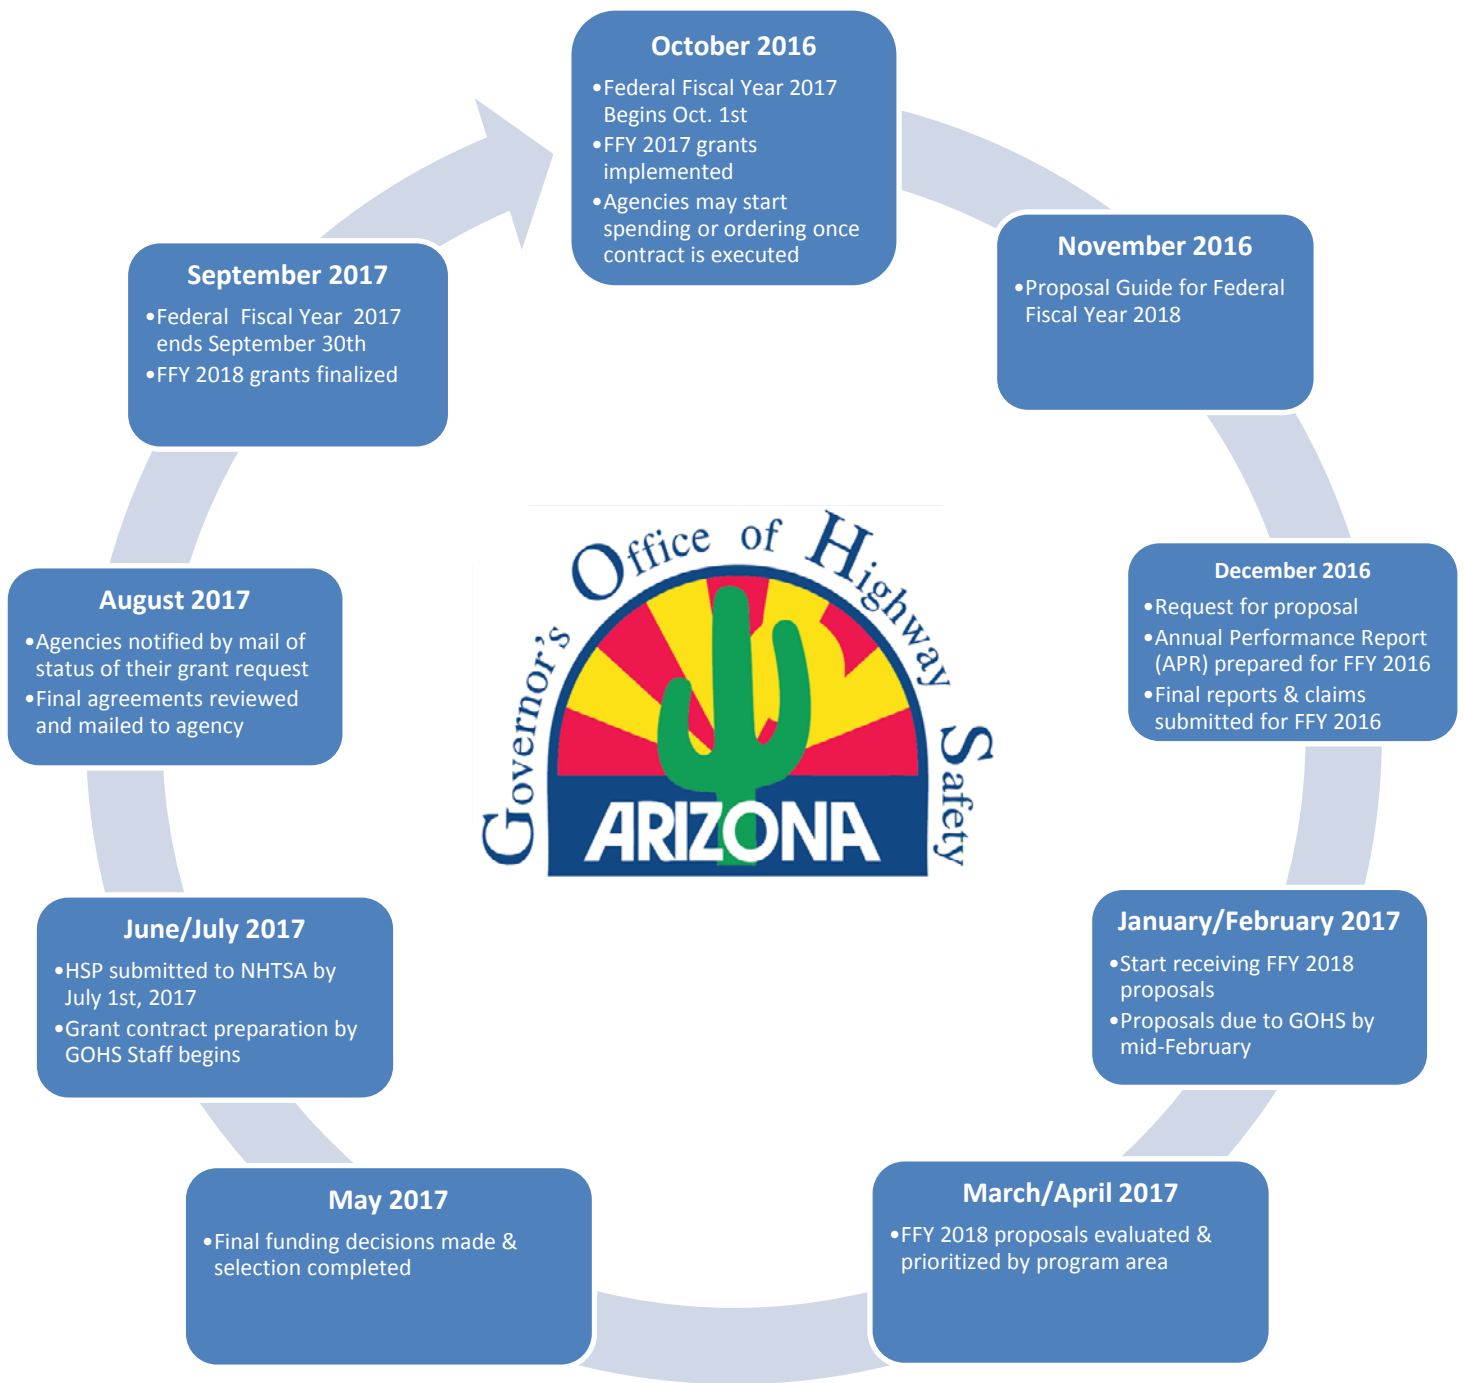 October 2016
•Federal Fiscal Year 2017
Begins Oct. 1st
•FFY 2017 grants
implemented
•Agencies may start
spending or ordering once
contract is executed
November 2016
•Proposal Guide for Federal
Fiscal Year 2018
December 2016
•Request for proposal
•Annual Performance Report
(APR) prepared for FFY 2016
•Final reports & claims
submitted for FFY 2016
January/February 2017
•Start receiving FFY 2018
proposals
•Proposals due to GOHS by
mid-February
March/April 2017
•FFY 2018 proposals evaluated &
prioritized by program area
May 2017
•Final funding decisions made &
selection completed
June/July 2017
•HSP submitted to NHTSA by
July 1st, 2017
•Grant contract preparation by
GOHS Staff begins
August 2017
•Agencies notified by mail of
status of their grant request
•Final agreements reviewed
and mailed to agency
September 2017
•Federal Fiscal Year 2017
ends September 30th
•FFY 2018 grants finalized
Governor's Office of Highway Safety
ARIZONA